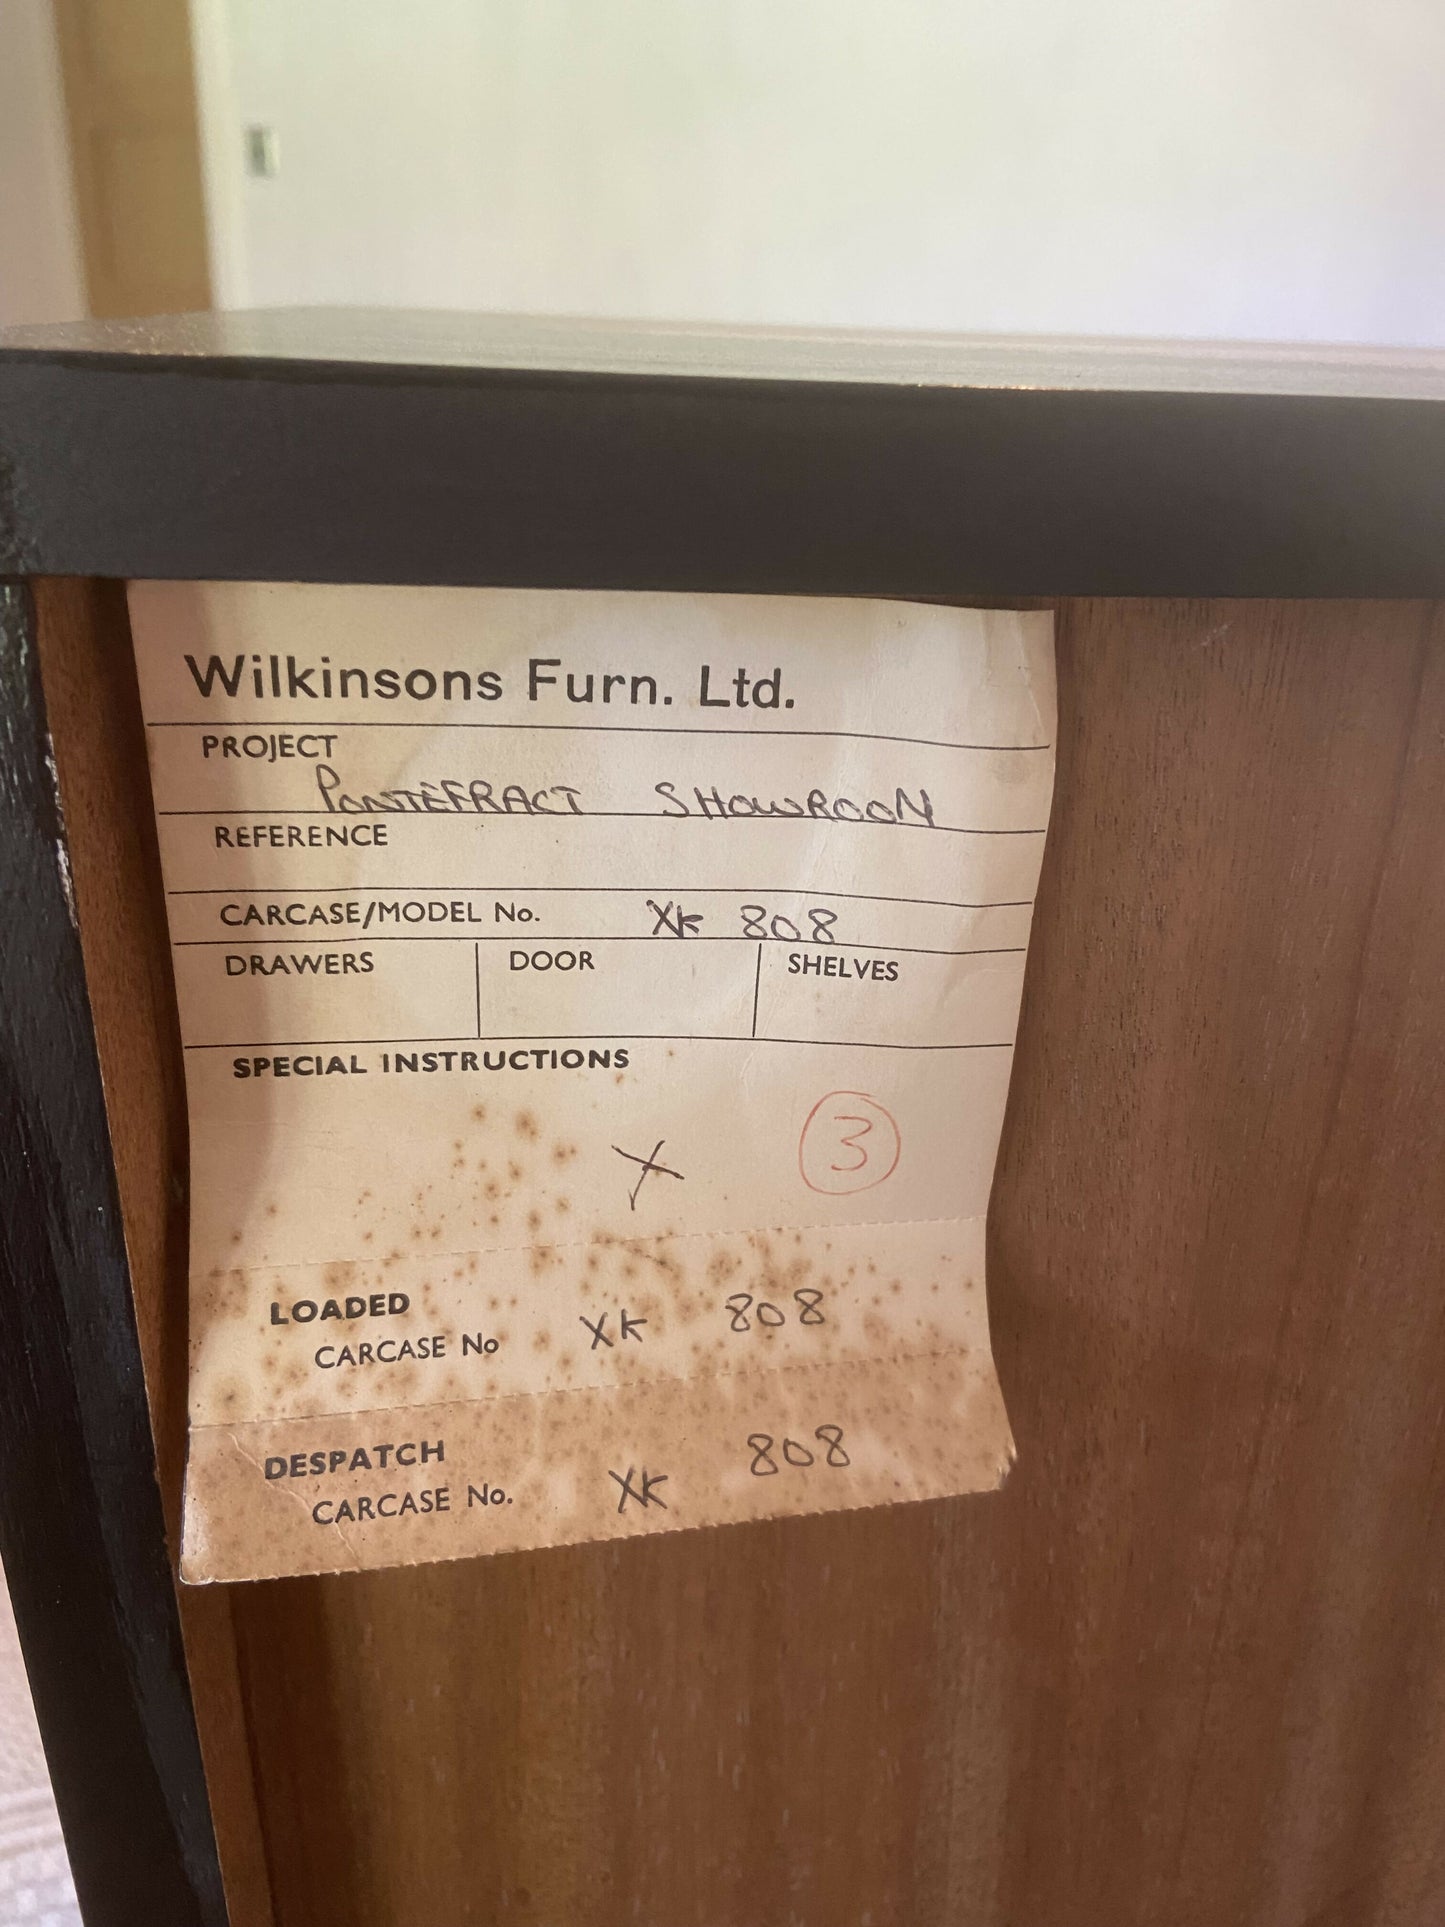 Wilkinsons Furn. Ltd.
PROJECT
PONTEFRACT SHOWROOM
REFERENCE
CARCASE/MODEL No. XK 808
DRAWERS DOOR SHELVES
SPECIAL INSTRUCTIONS
X 3
LOADED
CARCASE No XK 808
DESPATCH
CARCASE No. XK 808